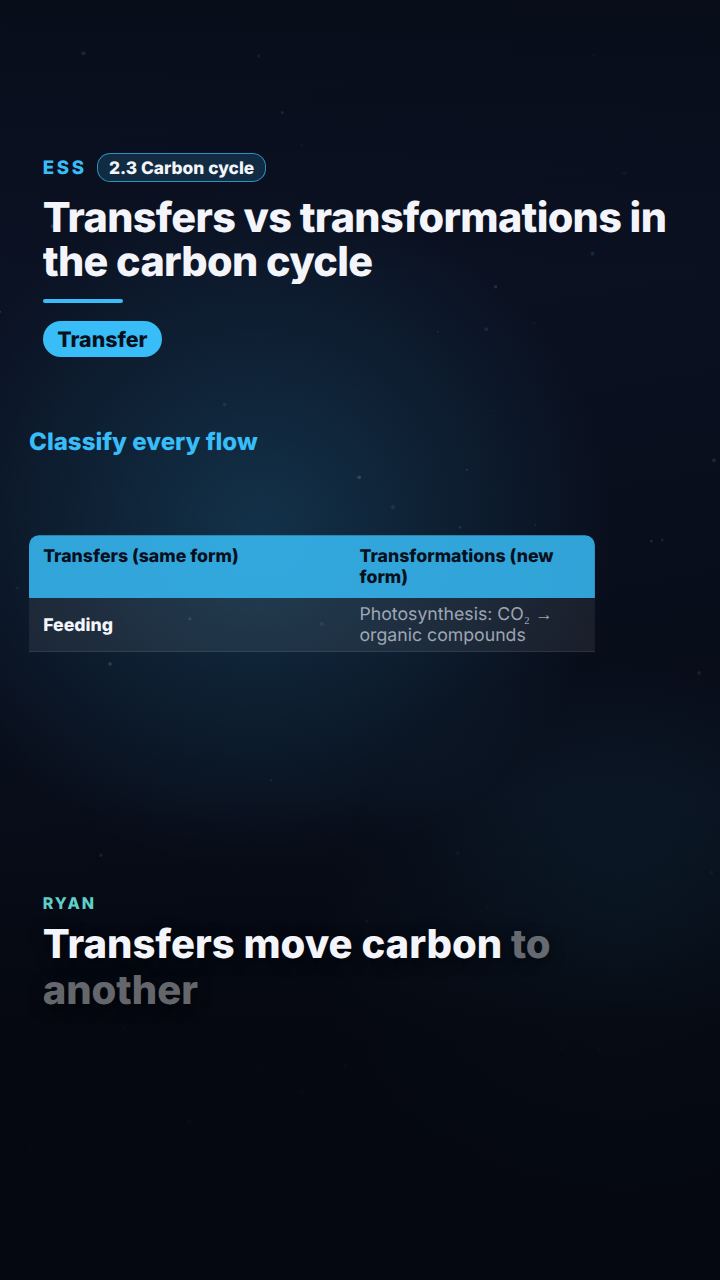 ESS 2.3 Carbon cycle
Transfers vs transformations in
the carbon cycle
Transfer
Classify every flow
Transfers (same form) Transformations (new
form)
Feeding Photosynthesis: CO₂ →
organic compounds
RYAN
Transfers move carbon to
another